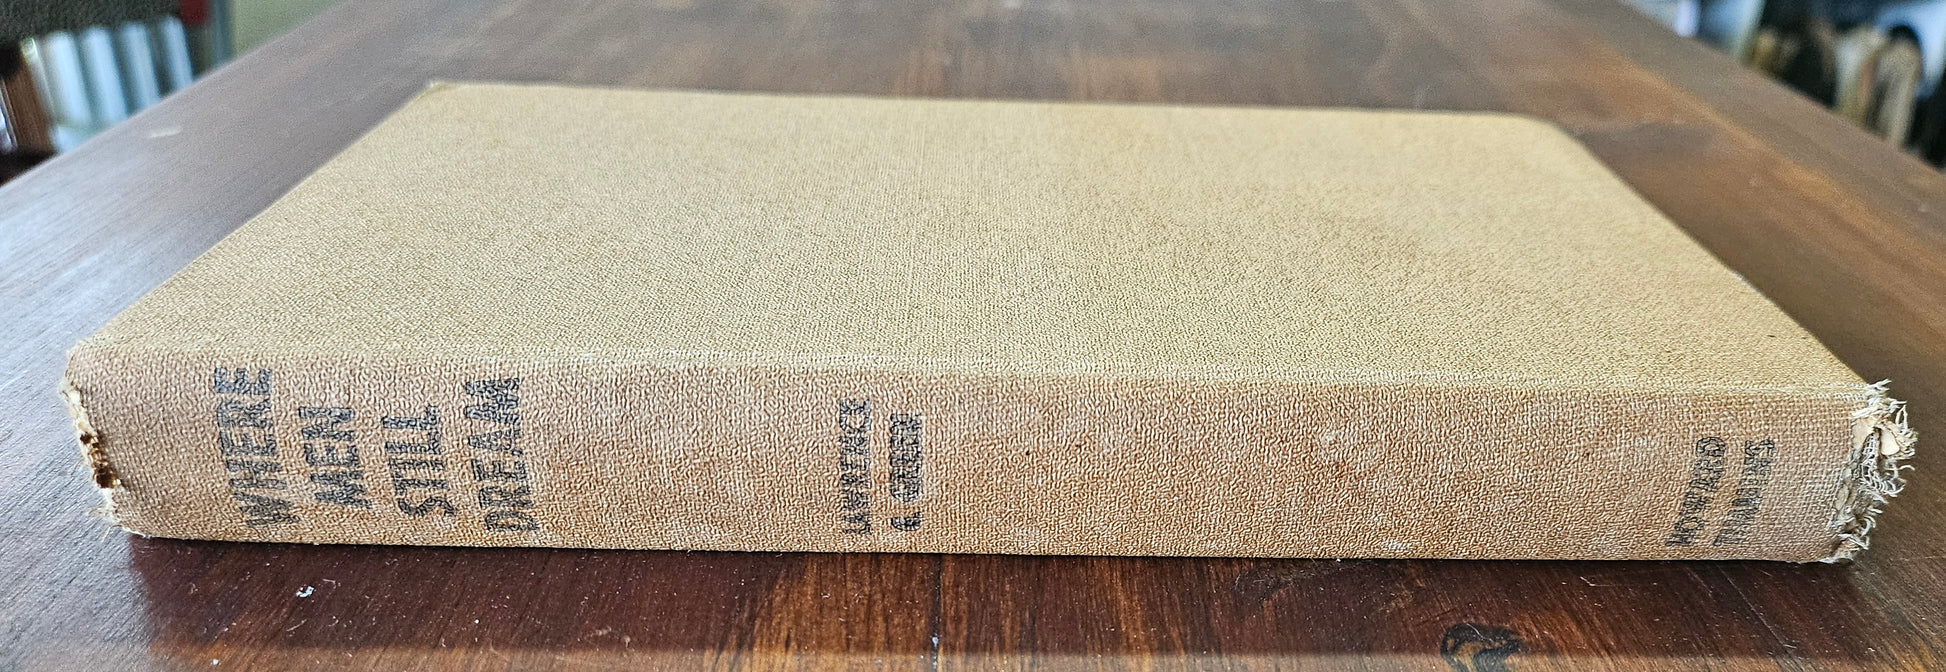 WHERE
MEN
STILL
DREAM
LAWRENCE
G. GREEN
HOWARD
TIMMINS